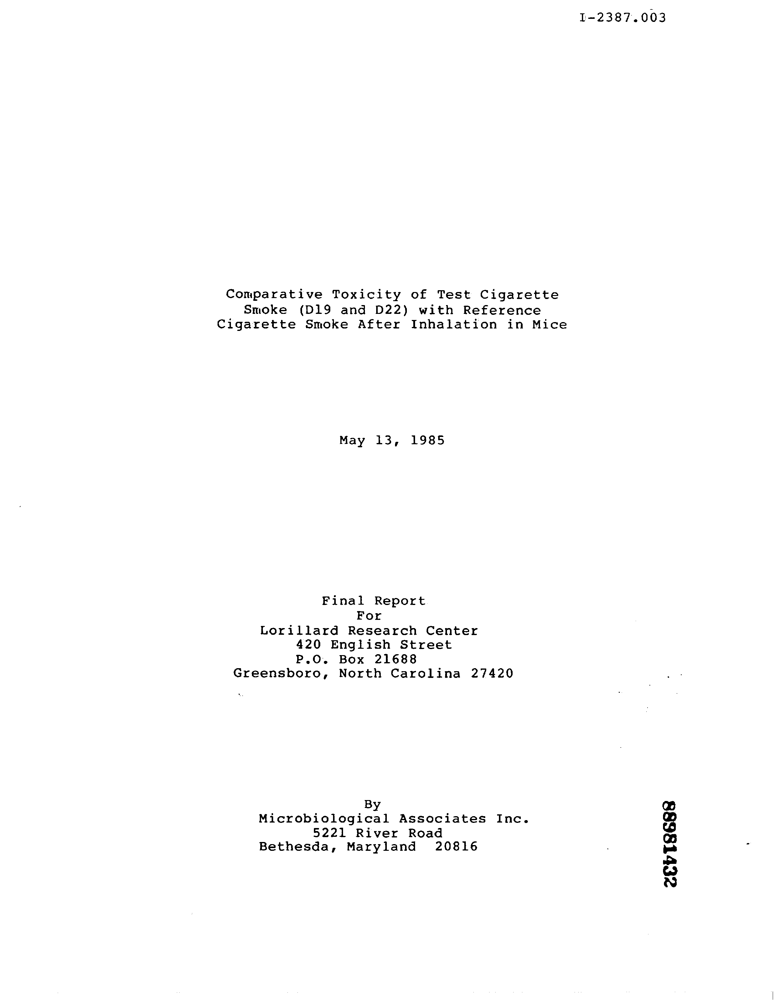 I-2387.003
Comparative Toxicity of Test Cigarette
Smoke (D19 and D22) with Reference
Cigarette Smoke After Inhalation in Mice
May 13, 1985
Final Report
For
Lorillard Research Center
420 English Street
P.O. Box 21688
Greensboro, North Carolina 27420
By
Microbiological Associates Inc.
5221 River Road
Bethesda, Maryland 20816
88981432